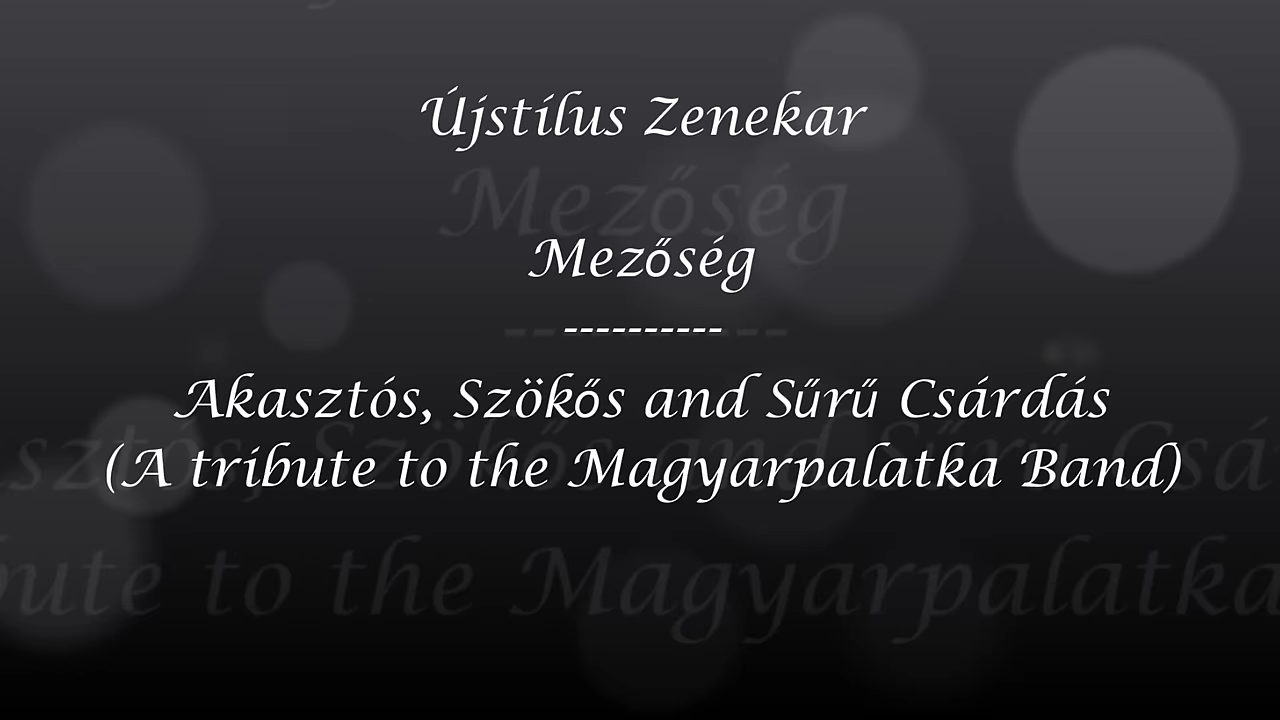 Újstílus Zenekar
Mezőség
----------
Akasztós, Szökős and Sűrű Csárdás
(A tribute to the Magyarpalatka Band)